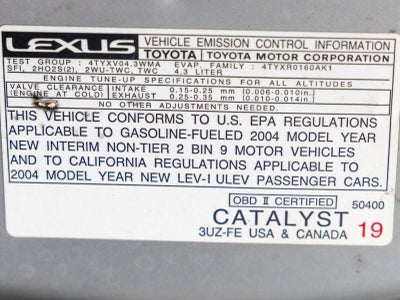 LEXUS VEHICLE EMISSION CONTROL INFORMATION
TOYOTA TOYOTA MOTOR CORPORATION
TEST GROUP : 4TYXV04.3WMA EVAP. FAMILY : 4TYXR0160AK1
SFI, 2HO2S(2), 2WU-TWC, TWC 4.3 LITER
ENGINE TUNE-UP SPECIFICATIONS
VALVE CLEARANCE INTAKE 0.15-0.25 mm (0.006-0.010in.)
(ENGINE AT COLD) EXHAUST 0.25-0.35 mm (0.010-0.014in.)
NO OTHER ADJUSTMENTS NEEDED.
THIS VEHICLE CONFORMS TO U.S. EPA REGULATIONS
APPLICABLE TO GASOLINE-FUELED 2004 MODEL YEAR
NEW INTERIM NON-TIER 2 BIN 9 MOTOR VEHICLES
AND TO CALIFORNIA REGULATIONS APPLICABLE TO
2004 MODEL YEAR NEW LEV-I ULEV PASSENGER CARS.
OBD II CERTIFIED 50400
CATALYST
3UZ-FE USA & CANADA 19